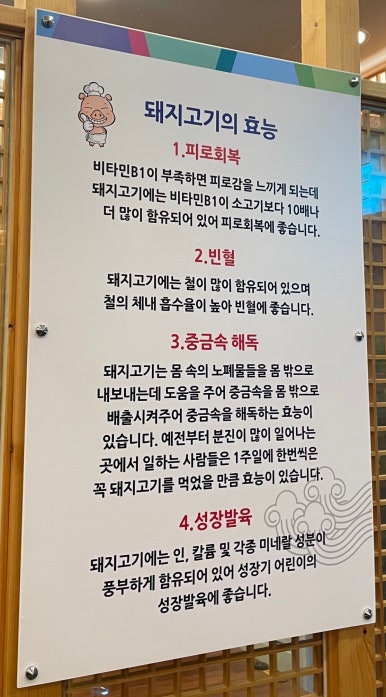 돼지고기의 효능
1.피로회복
비타민B1이 부족하면 피로감을 느끼게 되는데
돼지고기에는 비타민B1이 소고기보다 10배나
더 많이 함유되어 있어 피로회복에 좋습니다.
2.빈혈
돼지고기에는 철이 많이 함유되어 있으며
철의 체내 흡수율이 높아 빈혈에 좋습니다.
3.중금속 해독
돼지고기는 몸 속의 노폐물들을 몸 밖으로
내보내는데 도움을 주어 중금속을 몸 밖으로
배출시켜주어 중금속을 해독하는 효능이
있습니다. 예전부터 분진이 많이 일어나는
곳에서 일하는 사람들은 1주일에 한번씩은
꼭 돼지고기를 먹었을 만큼 효능이 있습니다.
4.성장발육
돼지고기에는 인, 칼륨 및 각종 미네랄 성분이
풍부하게 함유되어 있어 성장기 어린이의
성장발육에 좋습니다.